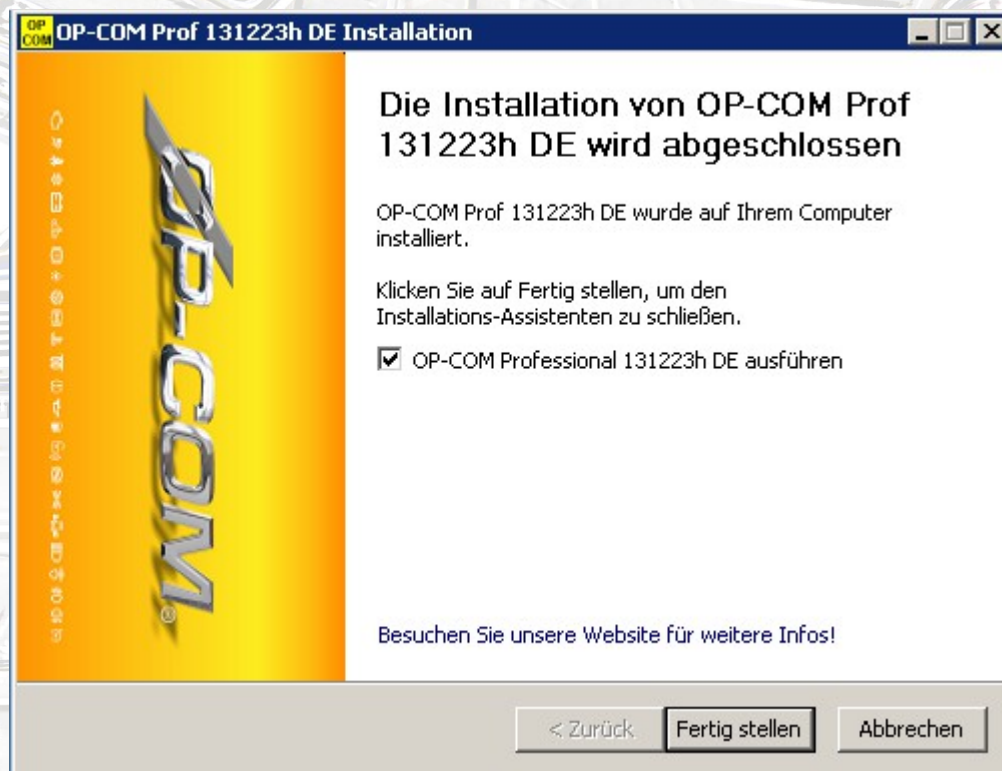 OP
COM
OP-COM Prof 131223h DE Installation
Die Installation von OP-COM Prof
131223h DE wird abgeschlossen
OP-COM Prof 131223h DE wurde auf Ihrem Computer
installiert.
Klicken Sie auf Fertig stellen, um den
Installations-Assistenten zu schließen.
OP-COM Professional 131223h DE ausführen
OP-COM®
Besuchen Sie unsere Website für weitere Infos!
< Zurück
Fertig stellen
Abbrechen